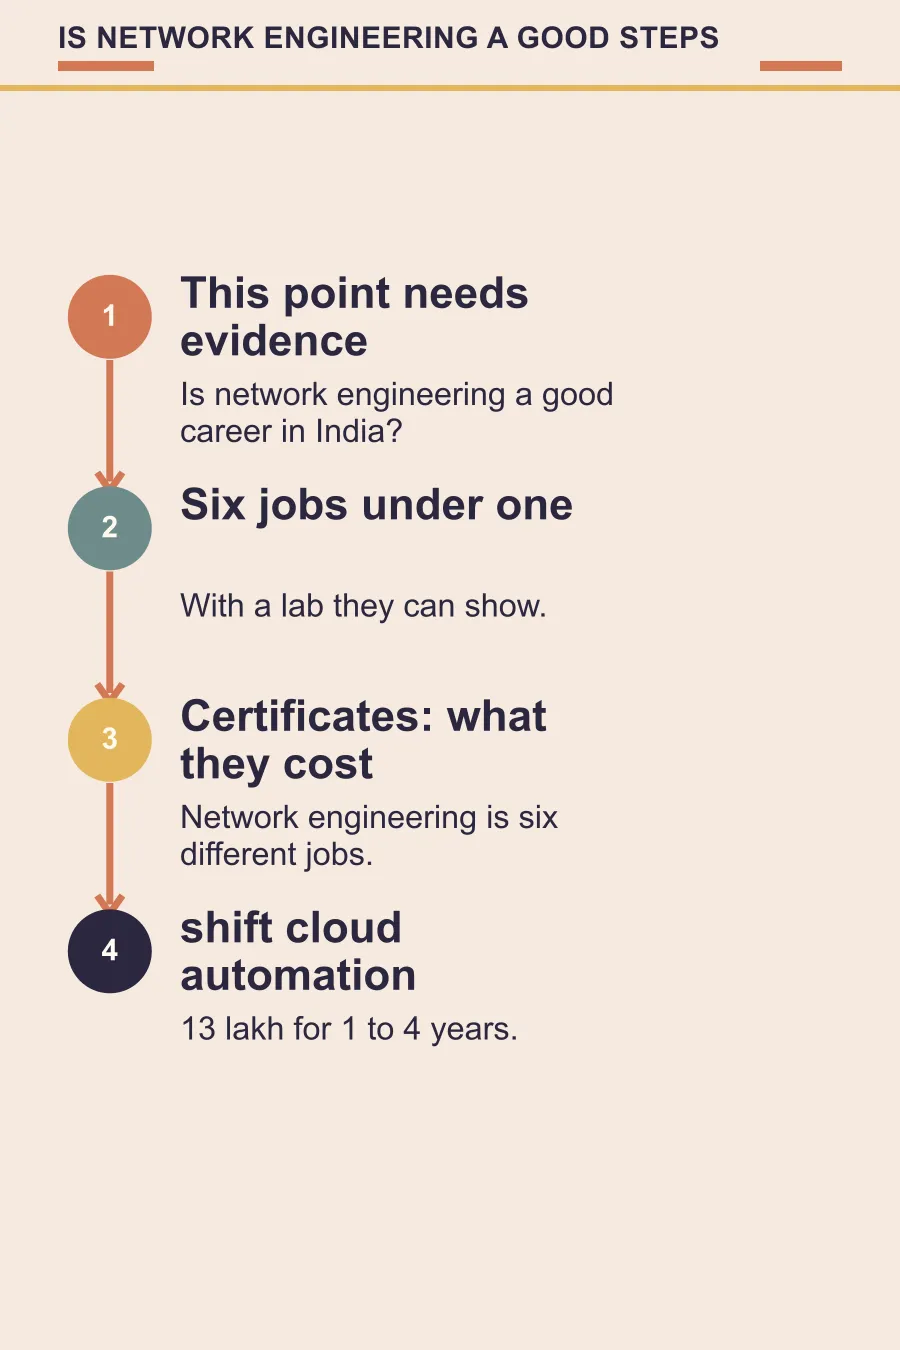 IS NETWORK ENGINEERING A GOOD STEPS
1
This point needs
evidence
Is network engineering a good
career in India?
2
Six jobs under one
With a lab they can show.
3
Certificates: what
they cost
Network engineering is six
different jobs.
4
shift cloud
automation
13 lakh for 1 to 4 years.